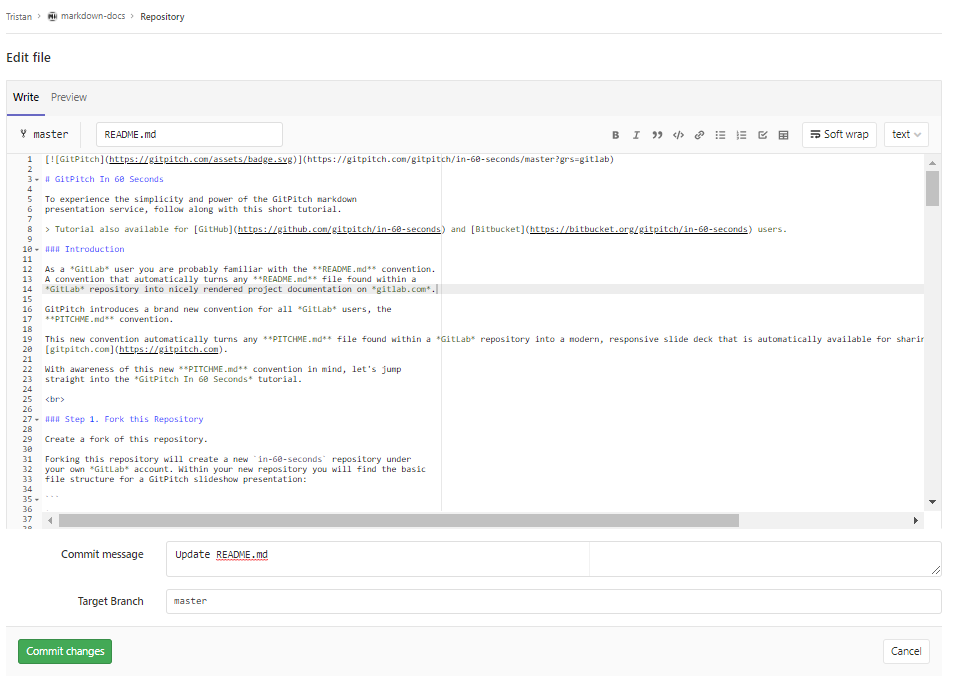 Tristan > markdown-docs > Repository
Edit file
Write Preview
master README.md B I Soft wrap text
1 [![GitPitch](https://gitpitch.com/assets/badge.svg)](https://gitpitch.com/gitpitch/in-60-seconds/master?grs=gitlab)
2
3 # GitPitch In 60 Seconds
4
5 To experience the simplicity and power of the GitPitch markdown
6 presentation service, follow along with this short tutorial.
7
8 > Tutorial also available for [GitHub](https://github.com/gitpitch/in-60-seconds) and [Bitbucket](https://bitbucket.org/gitpitch/in-60-seconds) users.
9
10 ### Introduction
11
12 As a *GitLab* user you are probably familiar with the **README.md** convention.
13 A convention that automatically turns any **README.md** file found within a
14 *GitLab* repository into nicely rendered project documentation on *gitlab.com*.
15
16 GitPitch introduces a brand new convention for all *GitLab* users, the
17 **PITCHME.md** convention.
18
19 This new convention automatically turns any **PITCHME.md** file found within a *GitLab* repository into a modern, responsive slide deck that is automatically available for sharin
20 [gitpitch.com](https://gitpitch.com).
21
22 With awareness of this new **PITCHME.md** convention in mind, let's jump
23 straight into the *GitPitch In 60 Seconds* tutorial.
24
25 <br>
26
27 ### Step 1. Fork this Repository
28
29 Create a fork of this repository.
30
31 Forking this repository will create a new `in-60-seconds` repository under
32 your own *GitLab* account. Within your new repository you will find the basic
33 file structure for a GitPitch slideshow presentation:
34
35 ```
36
37
38
Commit message Update README.md
Target Branch master
Commit changes Cancel